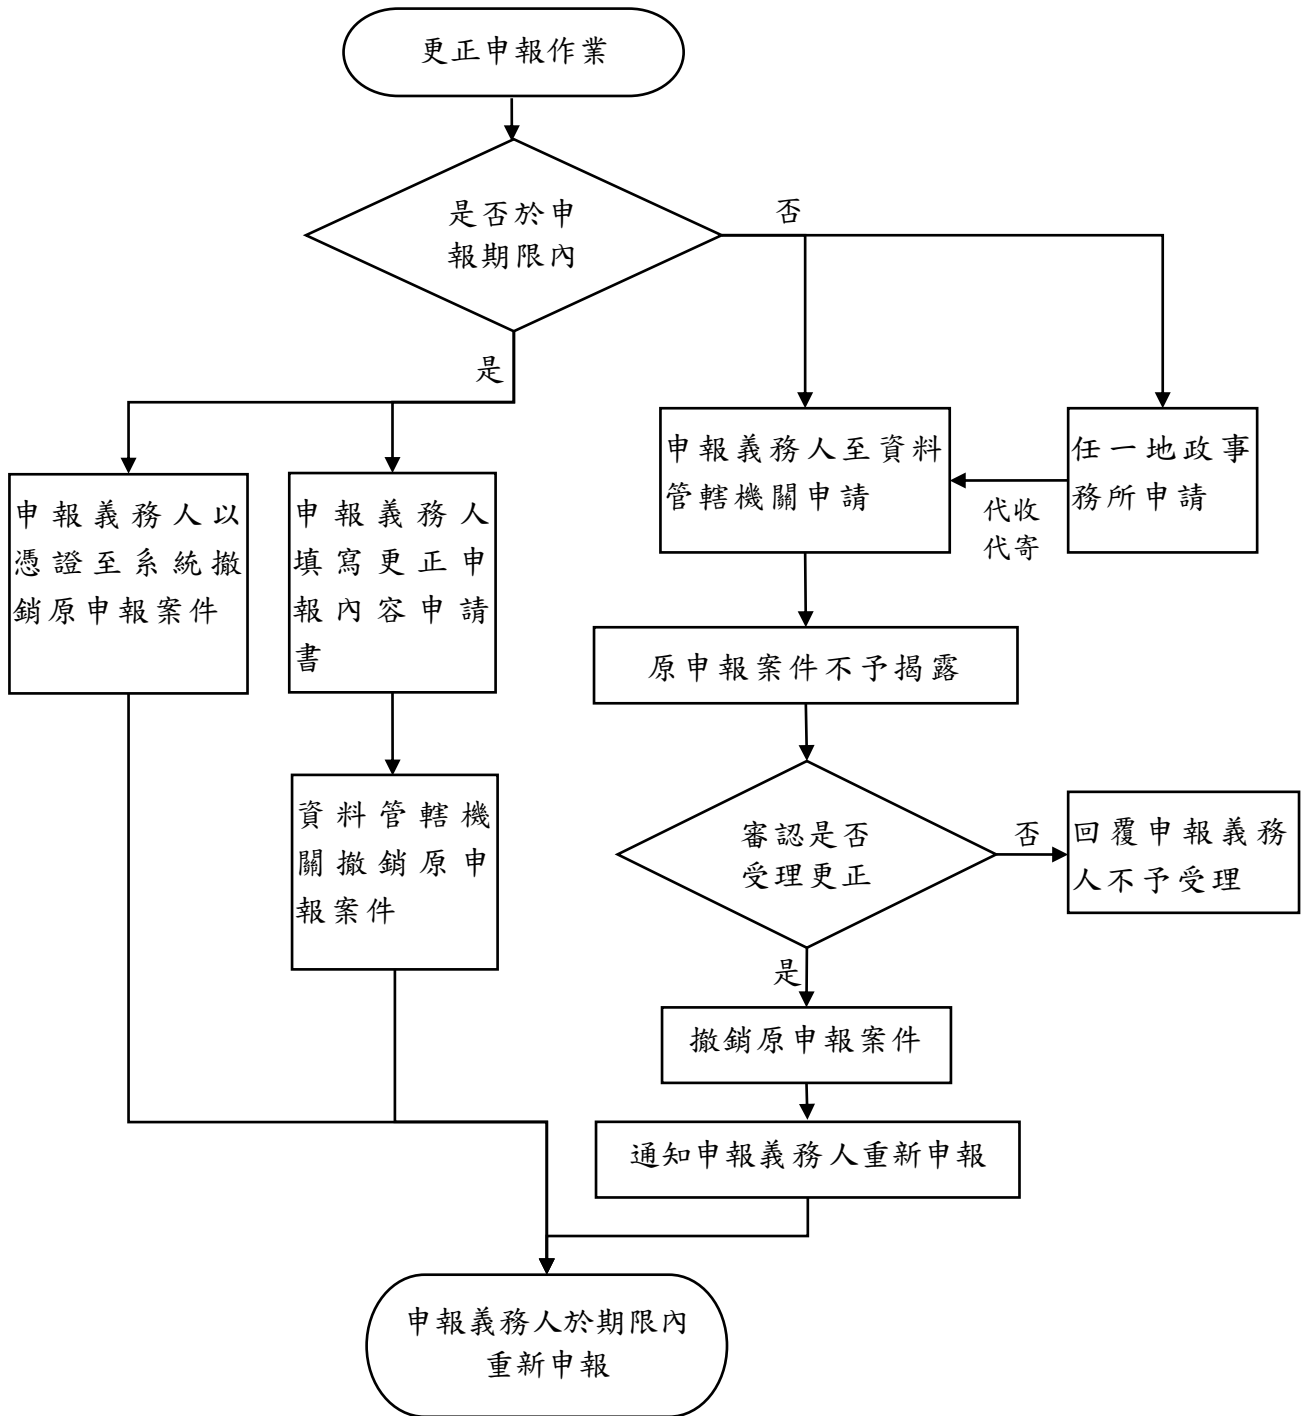 更正申報作業
是否於申
報期限內
否
是
申報義務人以
憑證至系統撤
銷原申報案件
申報義務人
填寫更正申
報內容申請
書
申報義務人至資料
管轄機關申請
任一地政事
務所申請
代收
代寄
原申報案件不予揭露
資料管轄機
關撤銷原申
報案件
審認是否
受理更正
否
回覆申報義務
人不予受理
是
撤銷原申報案件
通知申報義務人重新申報
申報義務人於期限內
重新申報